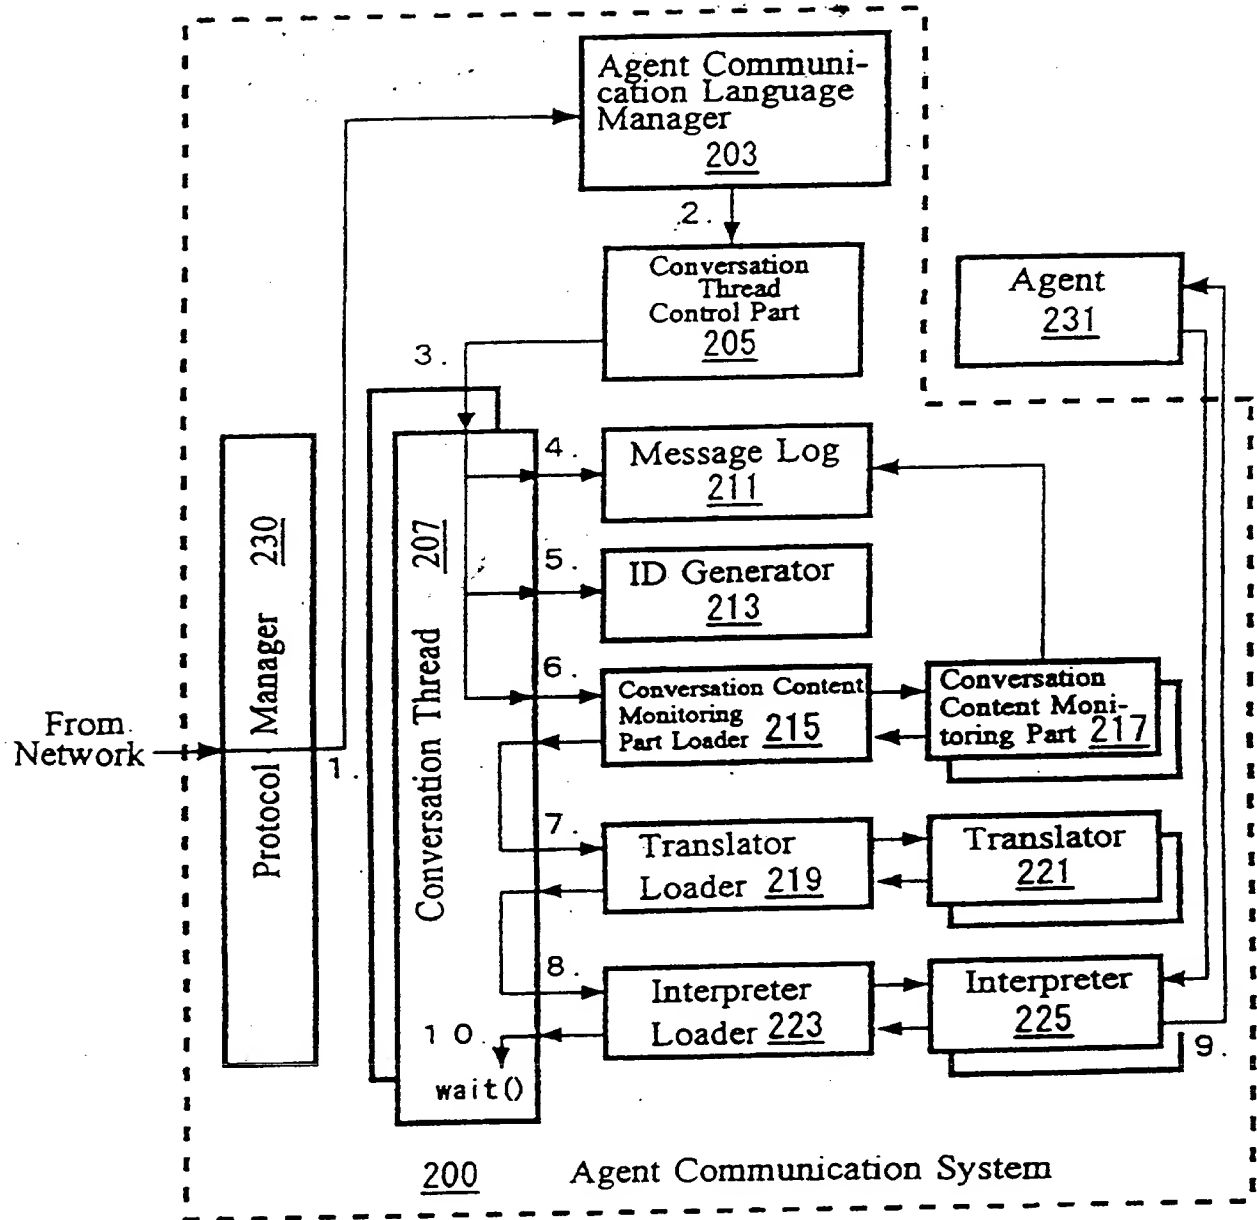 Agent Communi-
cation Language
Manager
203
2.
Conversation
Thread
Control Part
205
Agent
231
3.
4.
Message Log
211
5.
ID Generator
213
6.
Conversation Content
Monitoring
Part Loader 215
Conversation
Content Moni-
toring Part 217
From
Network
1.
Protocol Manager 230
Conversation Thread 207
7.
Translator
Loader 219
Translator
221
8.
Interpreter
Loader 223
Interpreter
225
9.
10.
wait()
200 Agent Communication System